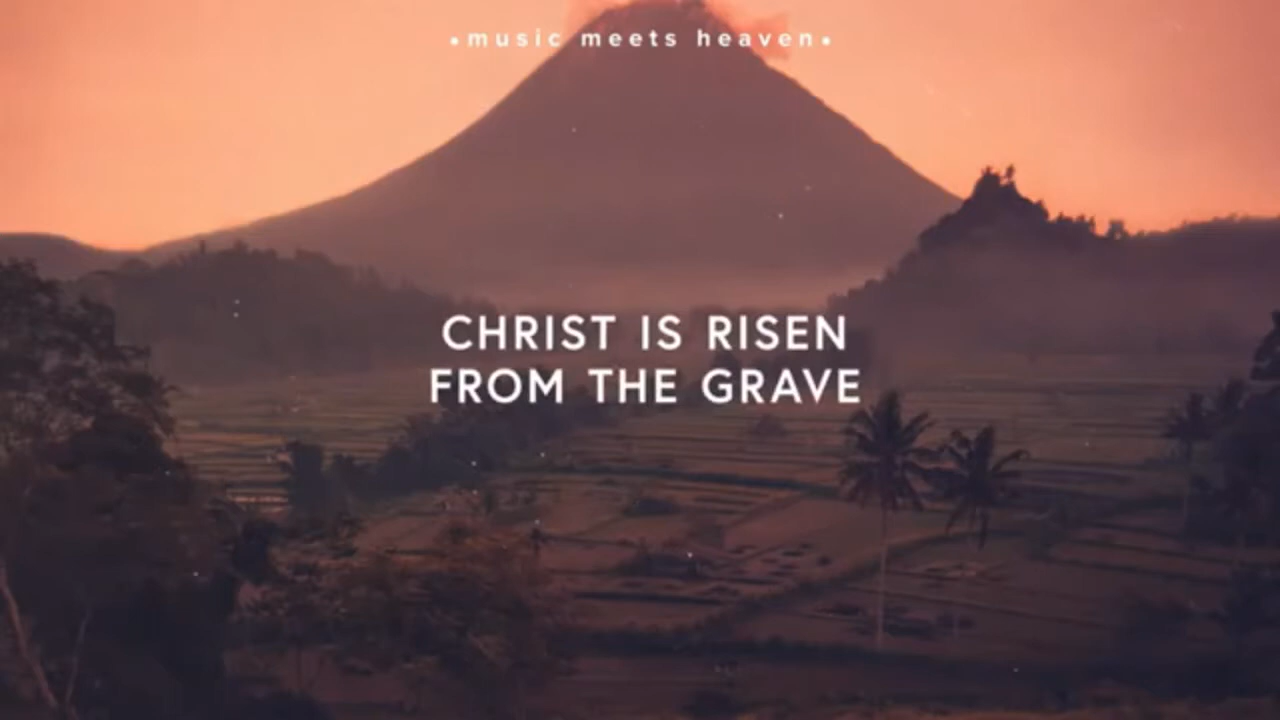 •music meets heaven•
CHRIST IS RISEN
FROM THE GRAVE